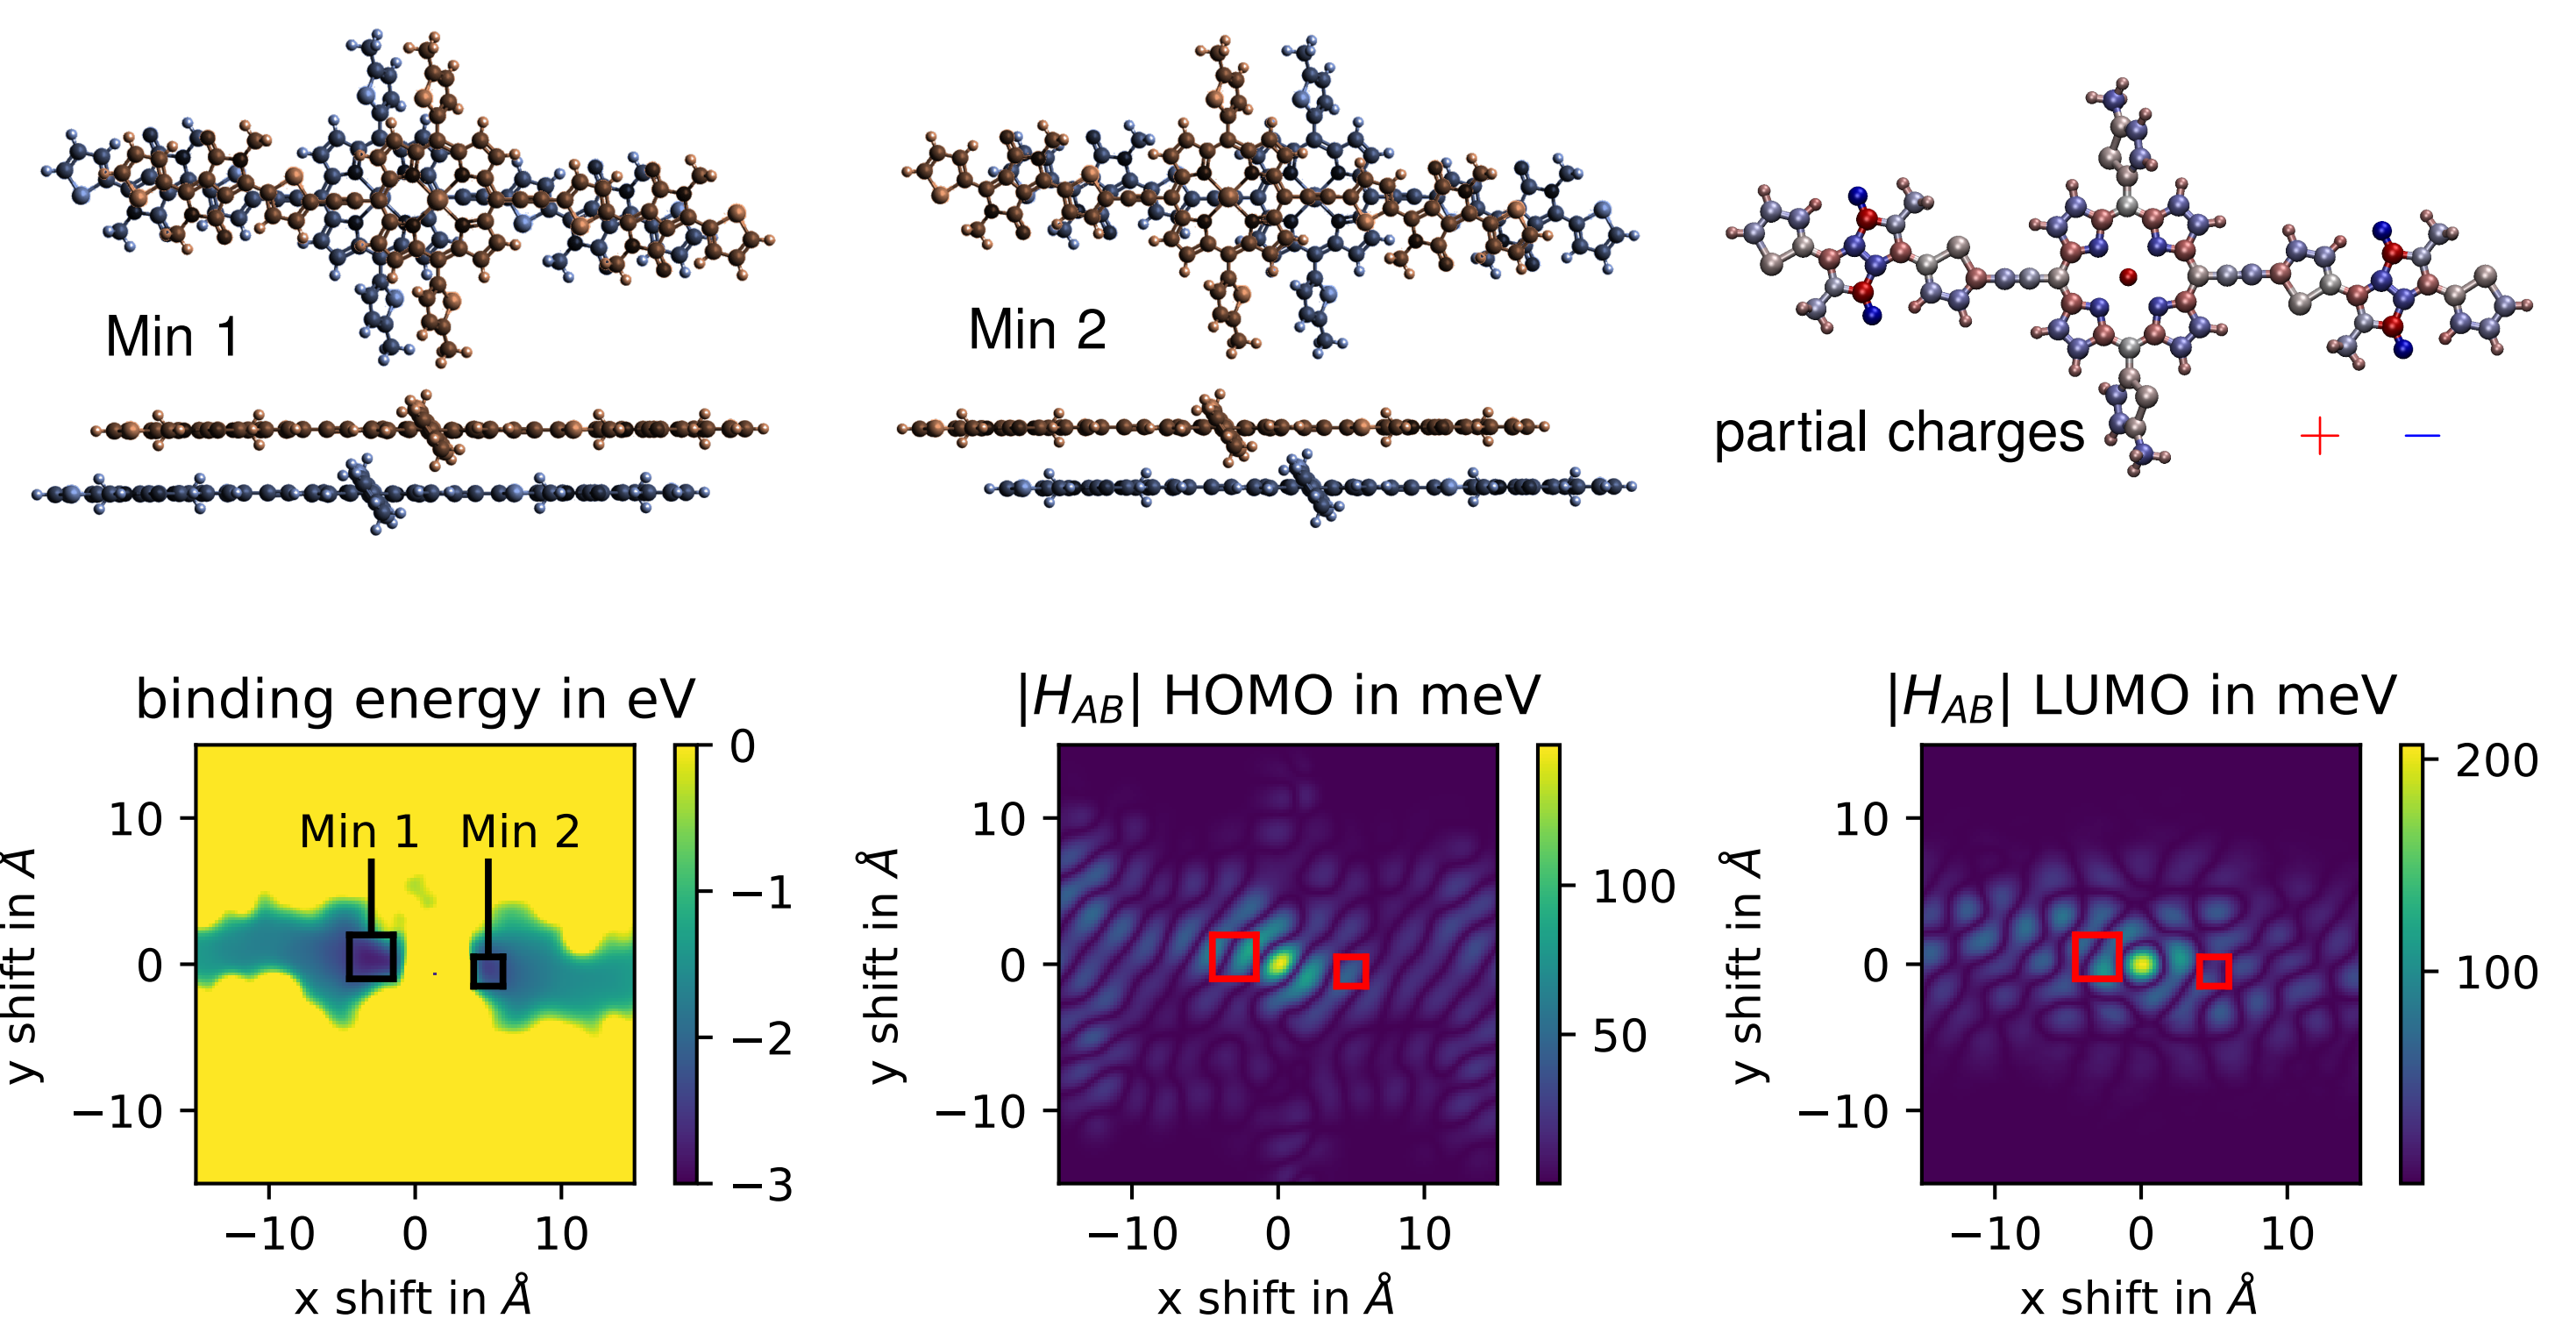 Min 1
Min 2
partial charges + −
binding energy in eV
Min 1 Min 2
y shift in Å
10
0
−10
−10 0 10
x shift in Å
0
−1
−2
−3
|H_AB| HOMO in meV
y shift in Å
10
0
−10
−10 0 10
x shift in Å
100
50
|H_AB| LUMO in meV
y shift in Å
10
0
−10
−10 0 10
x shift in Å
200
100